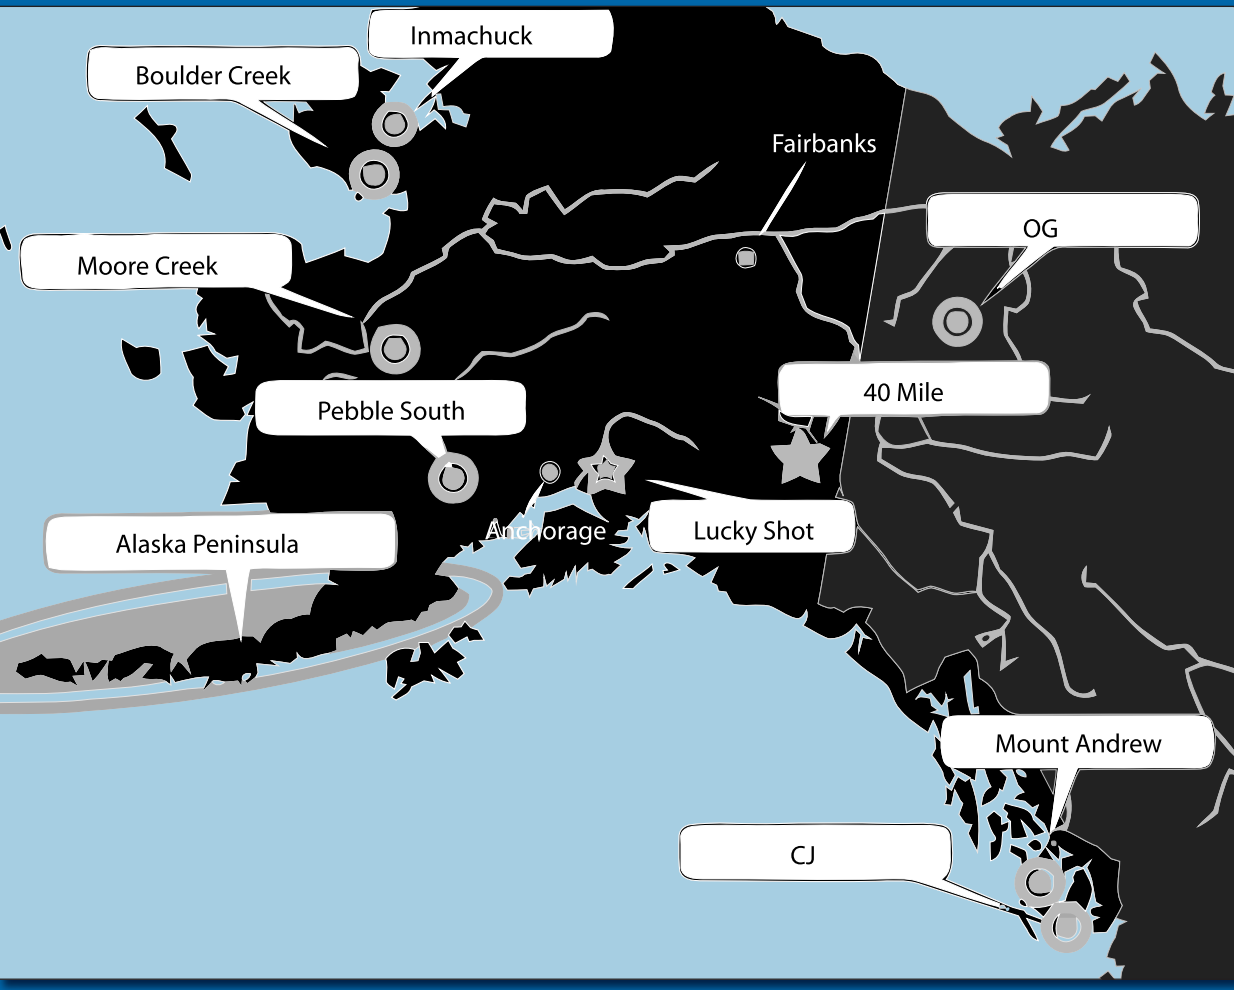 Inmachuck
Boulder Creek
Fairbanks
OG
Moore Creek
40 Mile
Pebble South
Anchorage
Lucky Shot
Alaska Peninsula
Mount Andrew
CJ